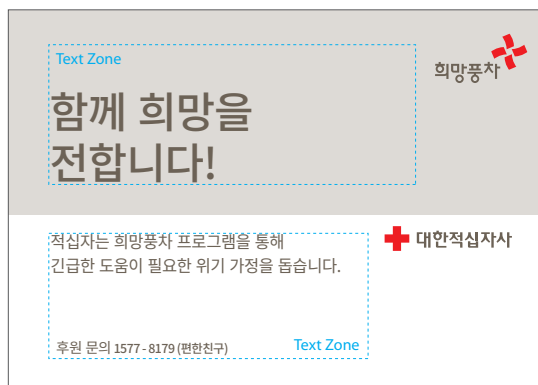 Text Zone
희망풍차
함께 희망을
전합니다!
적십자는 희망풍차 프로그램을 통해
긴급한 도움이 필요한 위기 가정을 돕습니다.
대한적십자사
후원 문의 1577 - 8179 (편한친구)
Text Zone